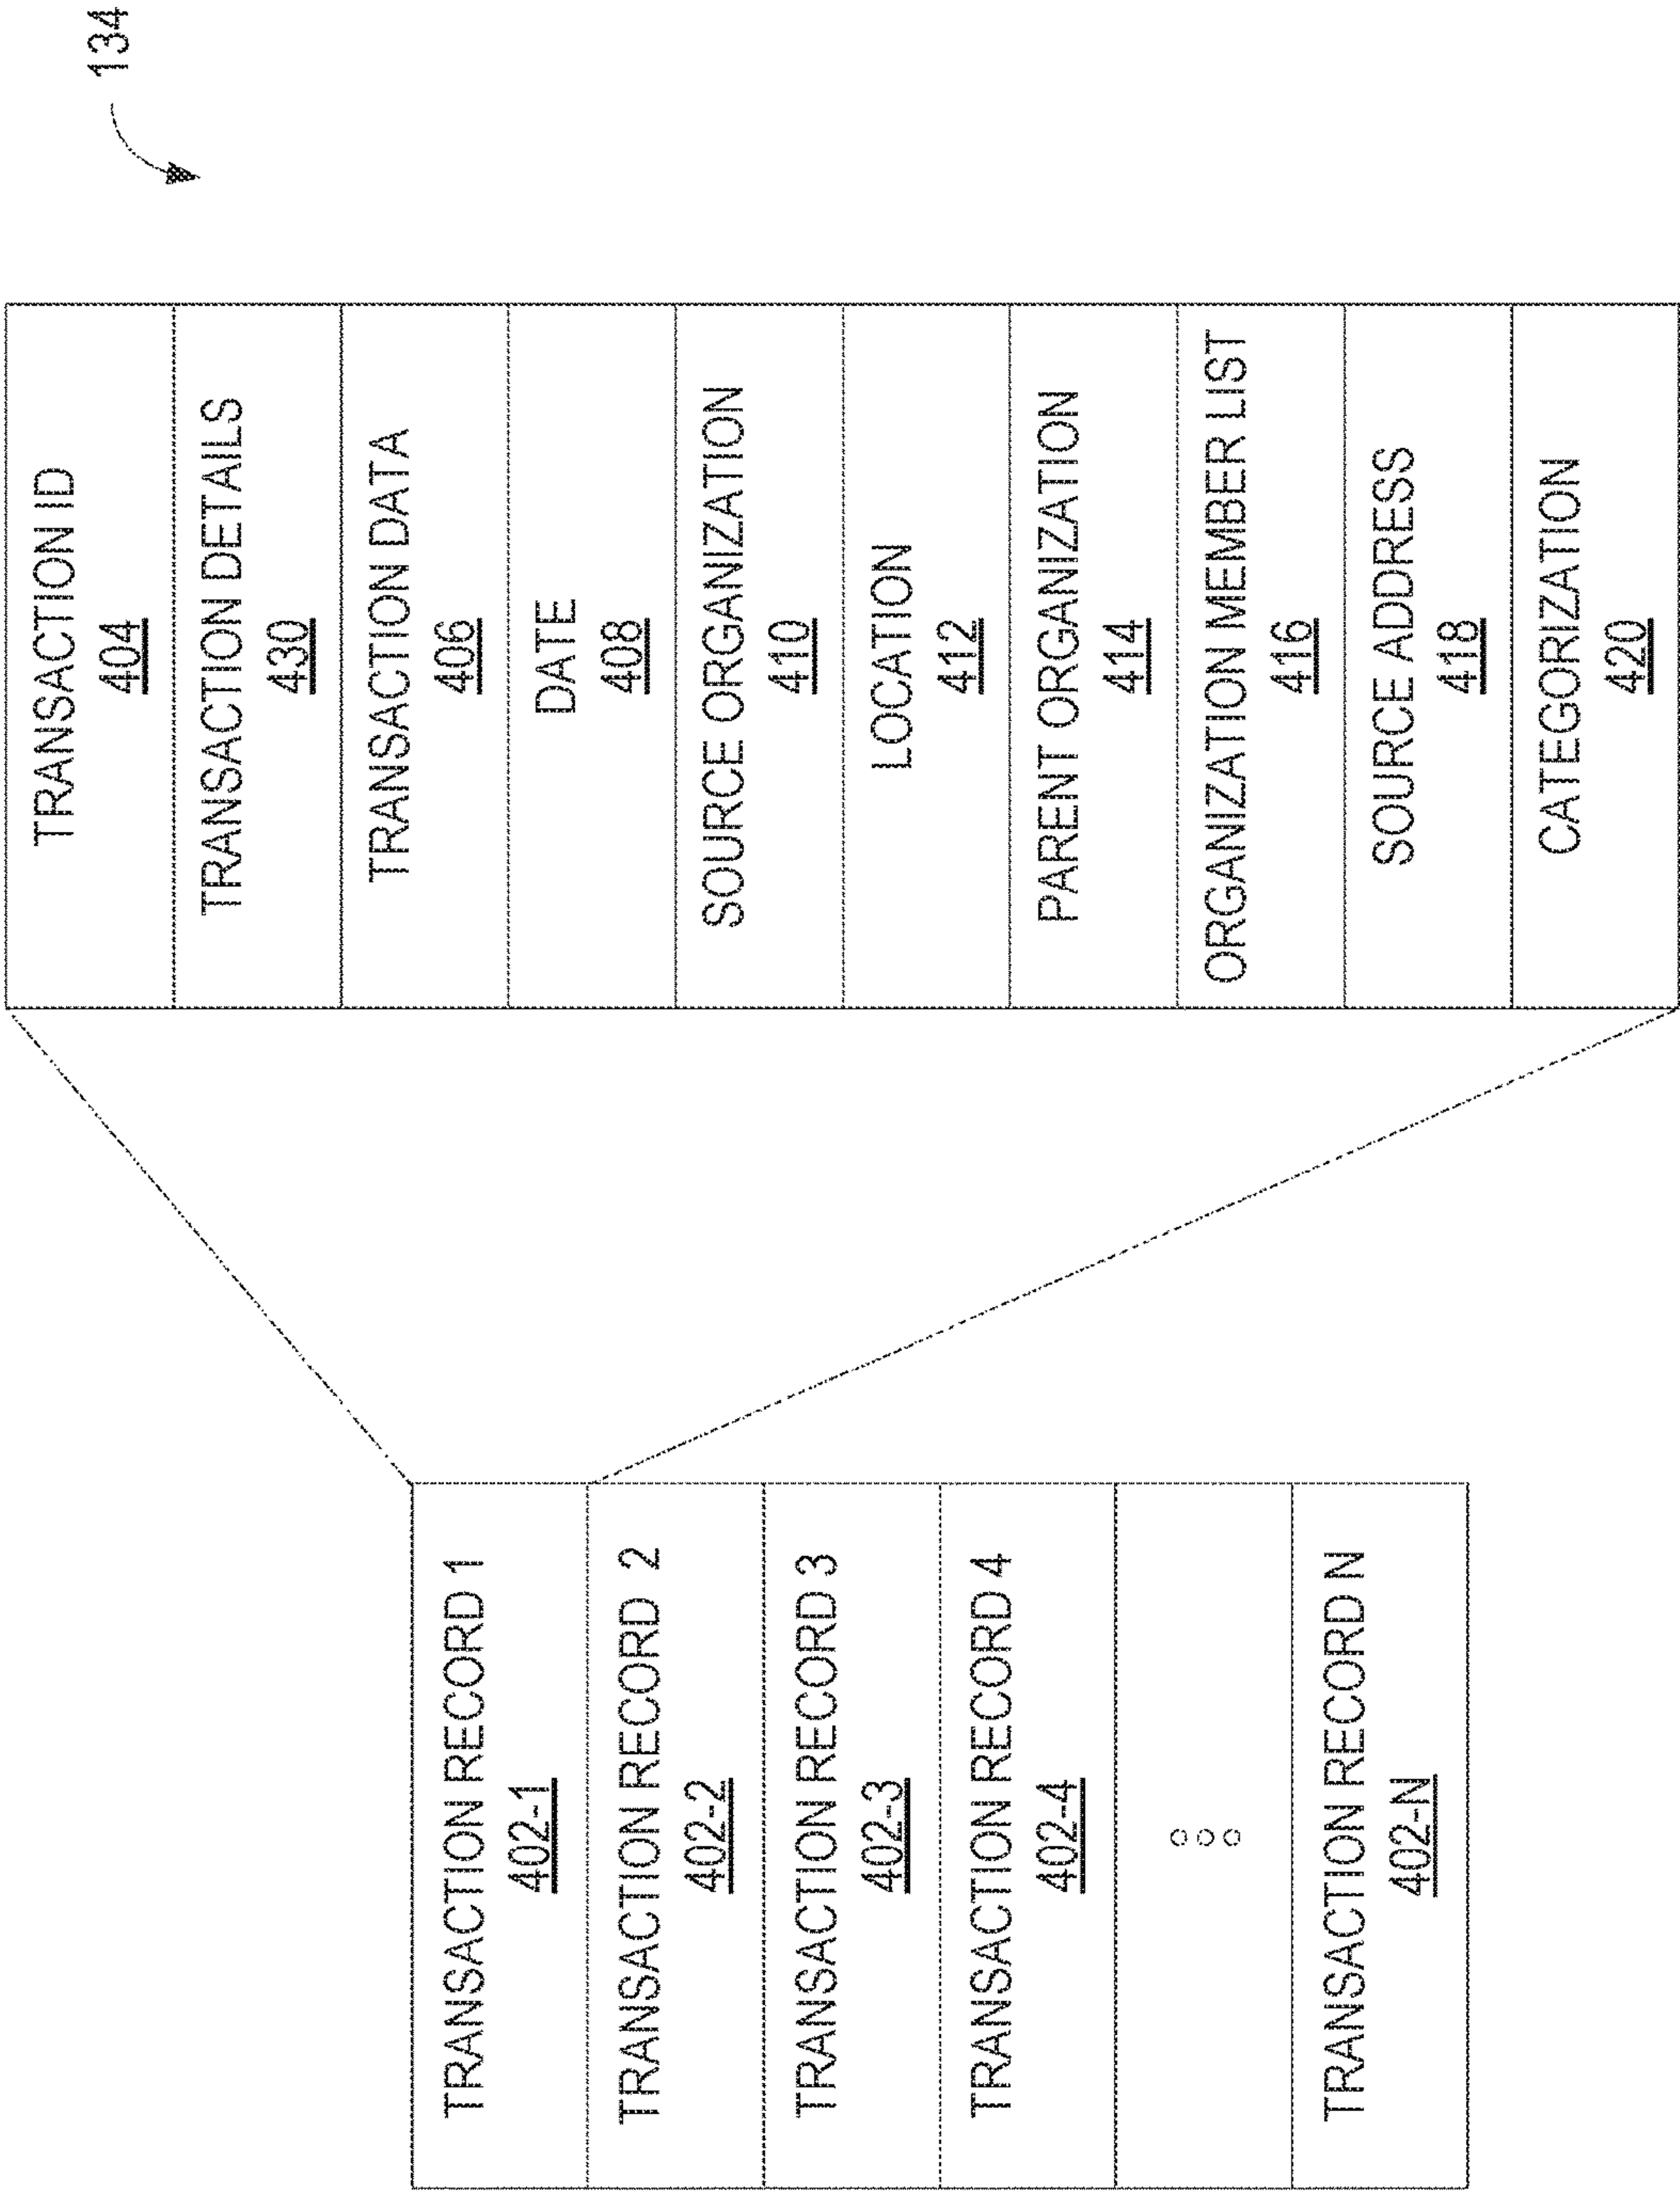 134
TRANSACTION RECORD 1
402-1
TRANSACTION RECORD 2
402-2
TRANSACTION RECORD 3
402-3
TRANSACTION RECORD 4
402-4
TRANSACTION RECORD N
402-N
TRANSACTION ID
404
TRANSACTION DETAILS
430
TRANSACTION DATA
406
DATE
408
SOURCE ORGANIZATION
410
LOCATION
412
PARENT ORGANIZATION
414
ORGANIZATION MEMBER LIST
416
SOURCE ADDRESS
418
CATEGORIZATION
420